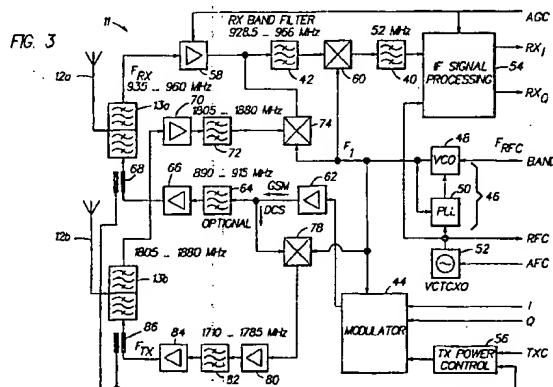 FIG. 3
11
AGC
RX BAND FILTER
928.5 ... 966 MHz
52 MHz
RXI
RXQ
IF SIGNAL
PROCESSING
54
12a
FRX
935...960 MHz
58
42
60
40
13a
70
1805 ... 1880 MHz
74
72
F1
48
VCO
FRFC
BAND
68
66
890 ... 915 MHz
64
GSM
62
50
46
PLL
OPTIONAL
DCS
78
RFC
12b
1805 ... 1880 MHz
52
AFC
VCTCXO
13b
44
MODULATOR
I
Q
86
84
1710 ... 1785 MHz
56
FTX
82
80
TX POWER
CONTROL
TXC